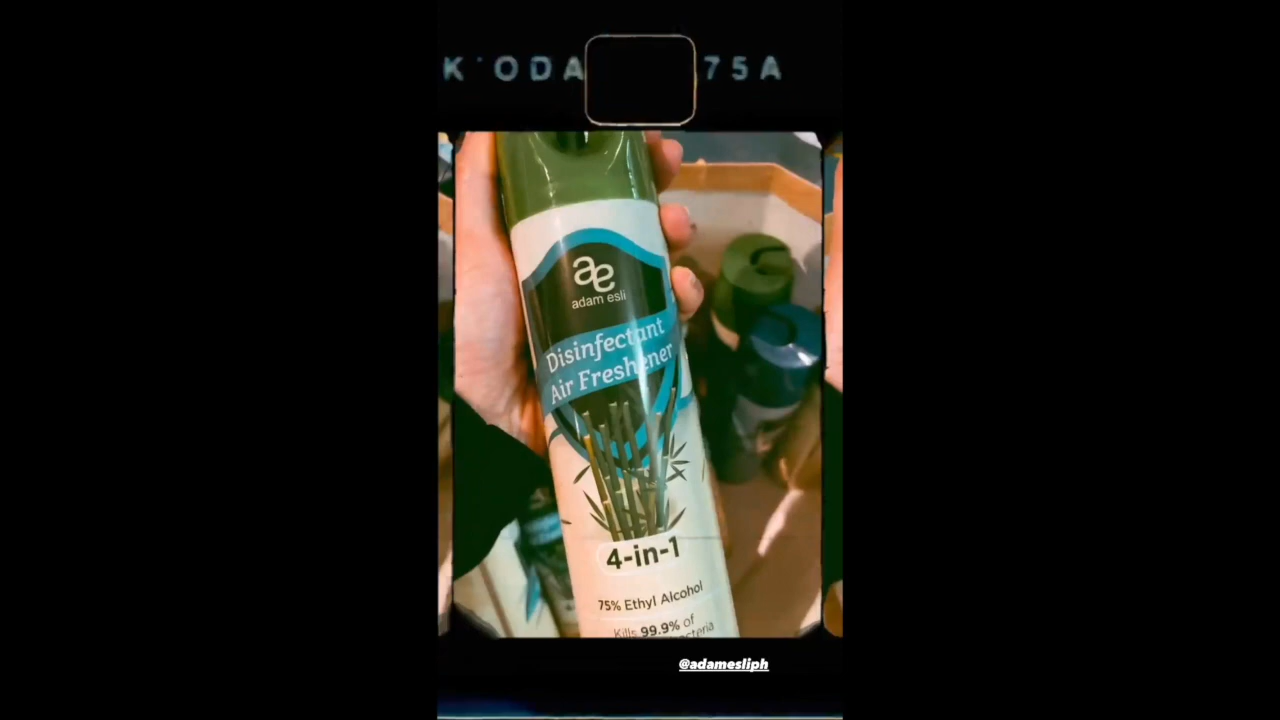 K'ODA 75A
ae
adam esli
Disinfectant
Air Freshener
4-in-1
75% Ethyl Alcohol
Kills 99.9% of
@adamesliph